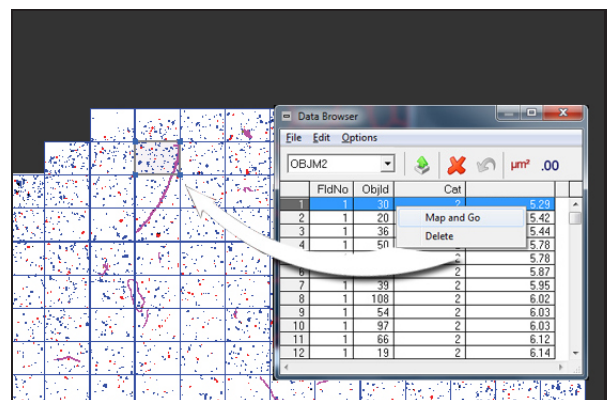 Data Browser
File Edit Options
OBJM2 µm² .00
FldNo ObjId Cat
1 1 30 2 5.29
2 1 20 5.42
3 1 36 5.44
4 1 50 5.78
2 5.78
2 5.87
7 1 39 2 5.95
8 1 108 2 6.02
9 1 54 2 6.03
10 1 97 2 6.03
11 1 66 2 6.12
12 1 19 2 6.14
Map and Go
Delete